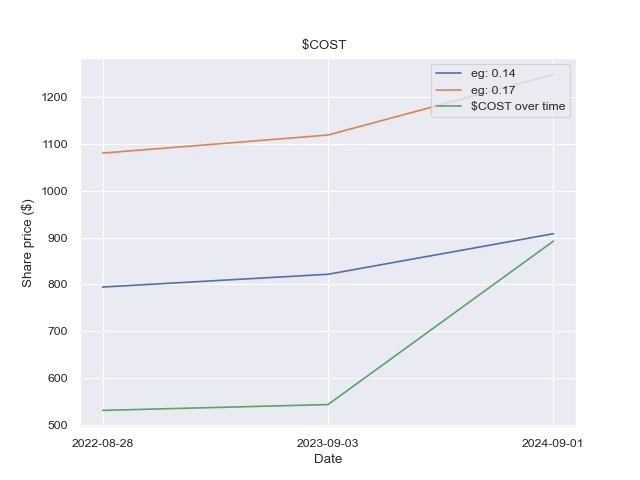 $COST
eg: 0.14
eg: 0.17
$COST over time
Share price ($)
1200
1100
1000
900
800
700
600
500
2022-08-28
2023-09-03
2024-09-01
Date